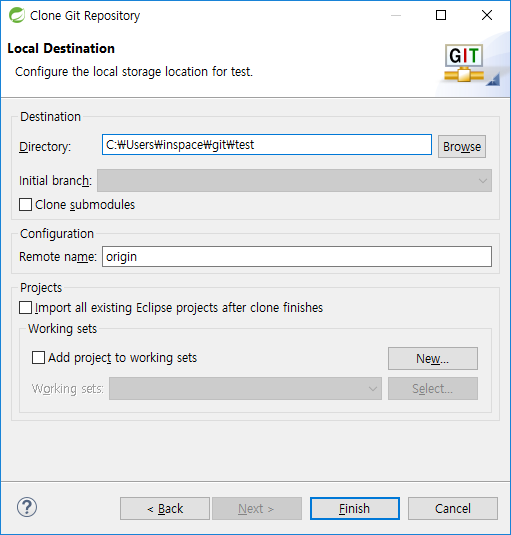 Clone Git Repository
Local Destination
Configure the local storage location for test.
GIT
Destination
Directory:
C:₩Users₩inspace₩git₩test
Browse
Initial branch:
Clone submodules
Configuration
Remote name:
origin
Projects
Import all existing Eclipse projects after clone finishes
Working sets
Add project to working sets
New...
Working sets:
Select...
?
< Back
Next >
Finish
Cancel